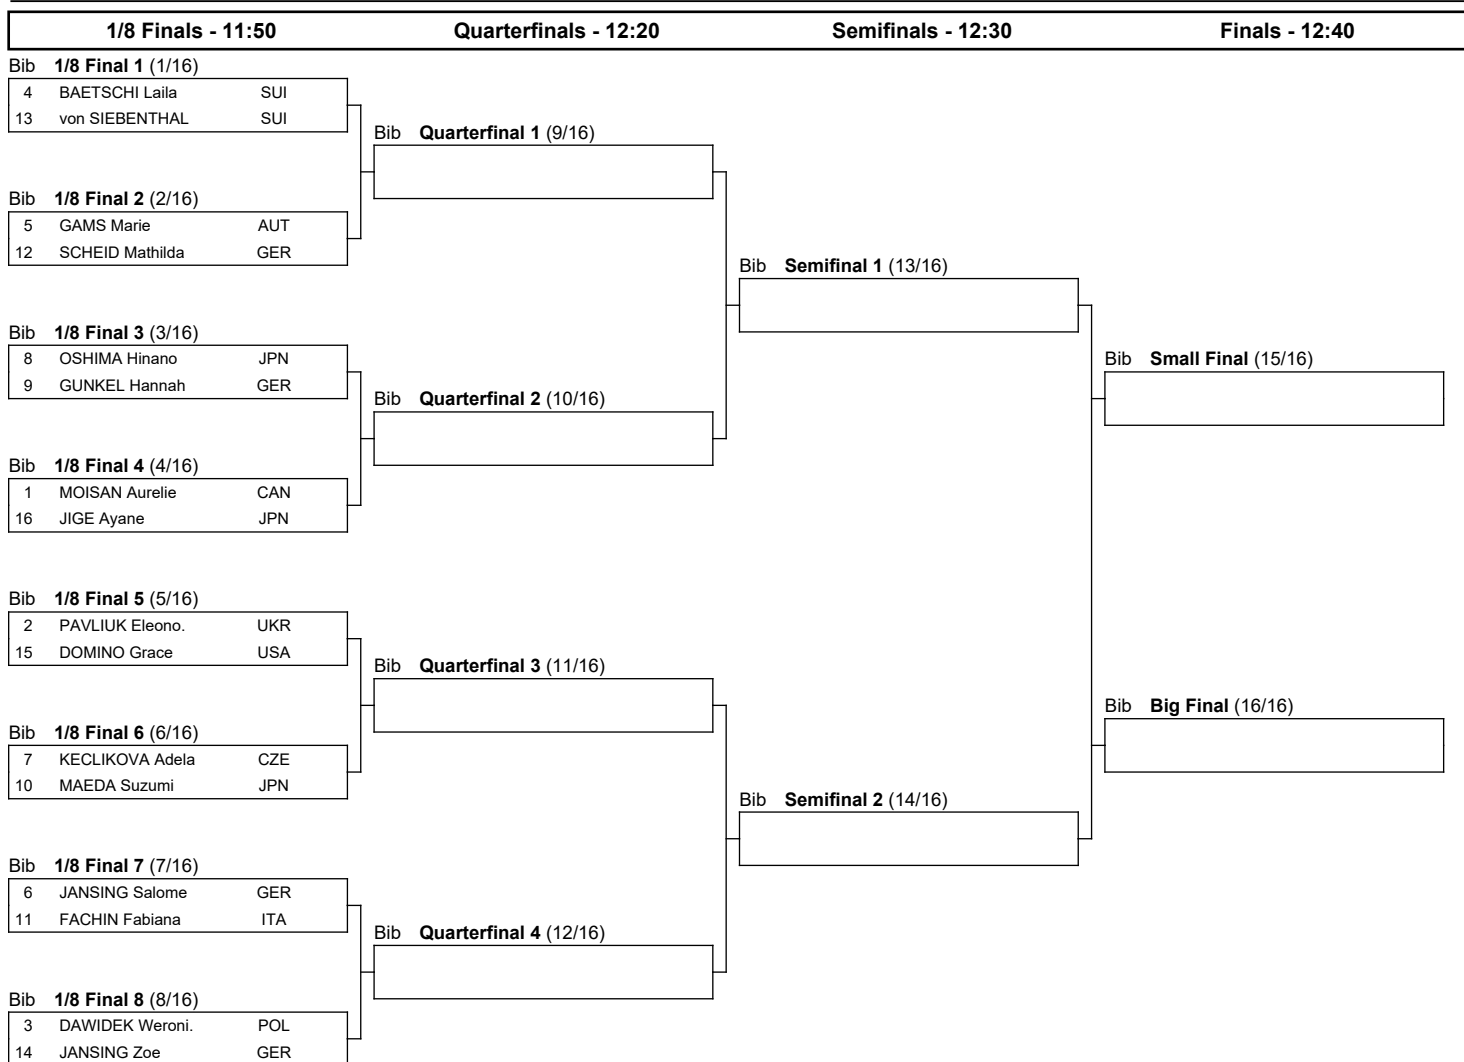 1/8 Finals - 11:50 Quarterfinals - 12:20 Semifinals - 12:30 Finals - 12:40
Bib 1/8 Final 1 (1/16)
4 BAETSCHI Laila SUI
13 von SIEBENTHAL SUI
Bib 1/8 Final 2 (2/16)
5 GAMS Marie AUT
12 SCHEID Mathilda GER
Bib 1/8 Final 3 (3/16)
8 OSHIMA Hinano JPN
9 GUNKEL Hannah GER
Bib 1/8 Final 4 (4/16)
1 MOISAN Aurelie CAN
16 JIGE Ayane JPN
Bib 1/8 Final 5 (5/16)
2 PAVLIUK Eleono. UKR
15 DOMINO Grace USA
Bib 1/8 Final 6 (6/16)
7 KECLIKOVA Adela CZE
10 MAEDA Suzumi JPN
Bib 1/8 Final 7 (7/16)
6 JANSING Salome GER
11 FACHIN Fabiana ITA
Bib 1/8 Final 8 (8/16)
3 DAWIDEK Weroni. POL
14 JANSING Zoe GER
Bib Quarterfinal 1 (9/16)
Bib Quarterfinal 2 (10/16)
Bib Quarterfinal 3 (11/16)
Bib Quarterfinal 4 (12/16)
Bib Semifinal 1 (13/16)
Bib Semifinal 2 (14/16)
Bib Small Final (15/16)
Bib Big Final (16/16)